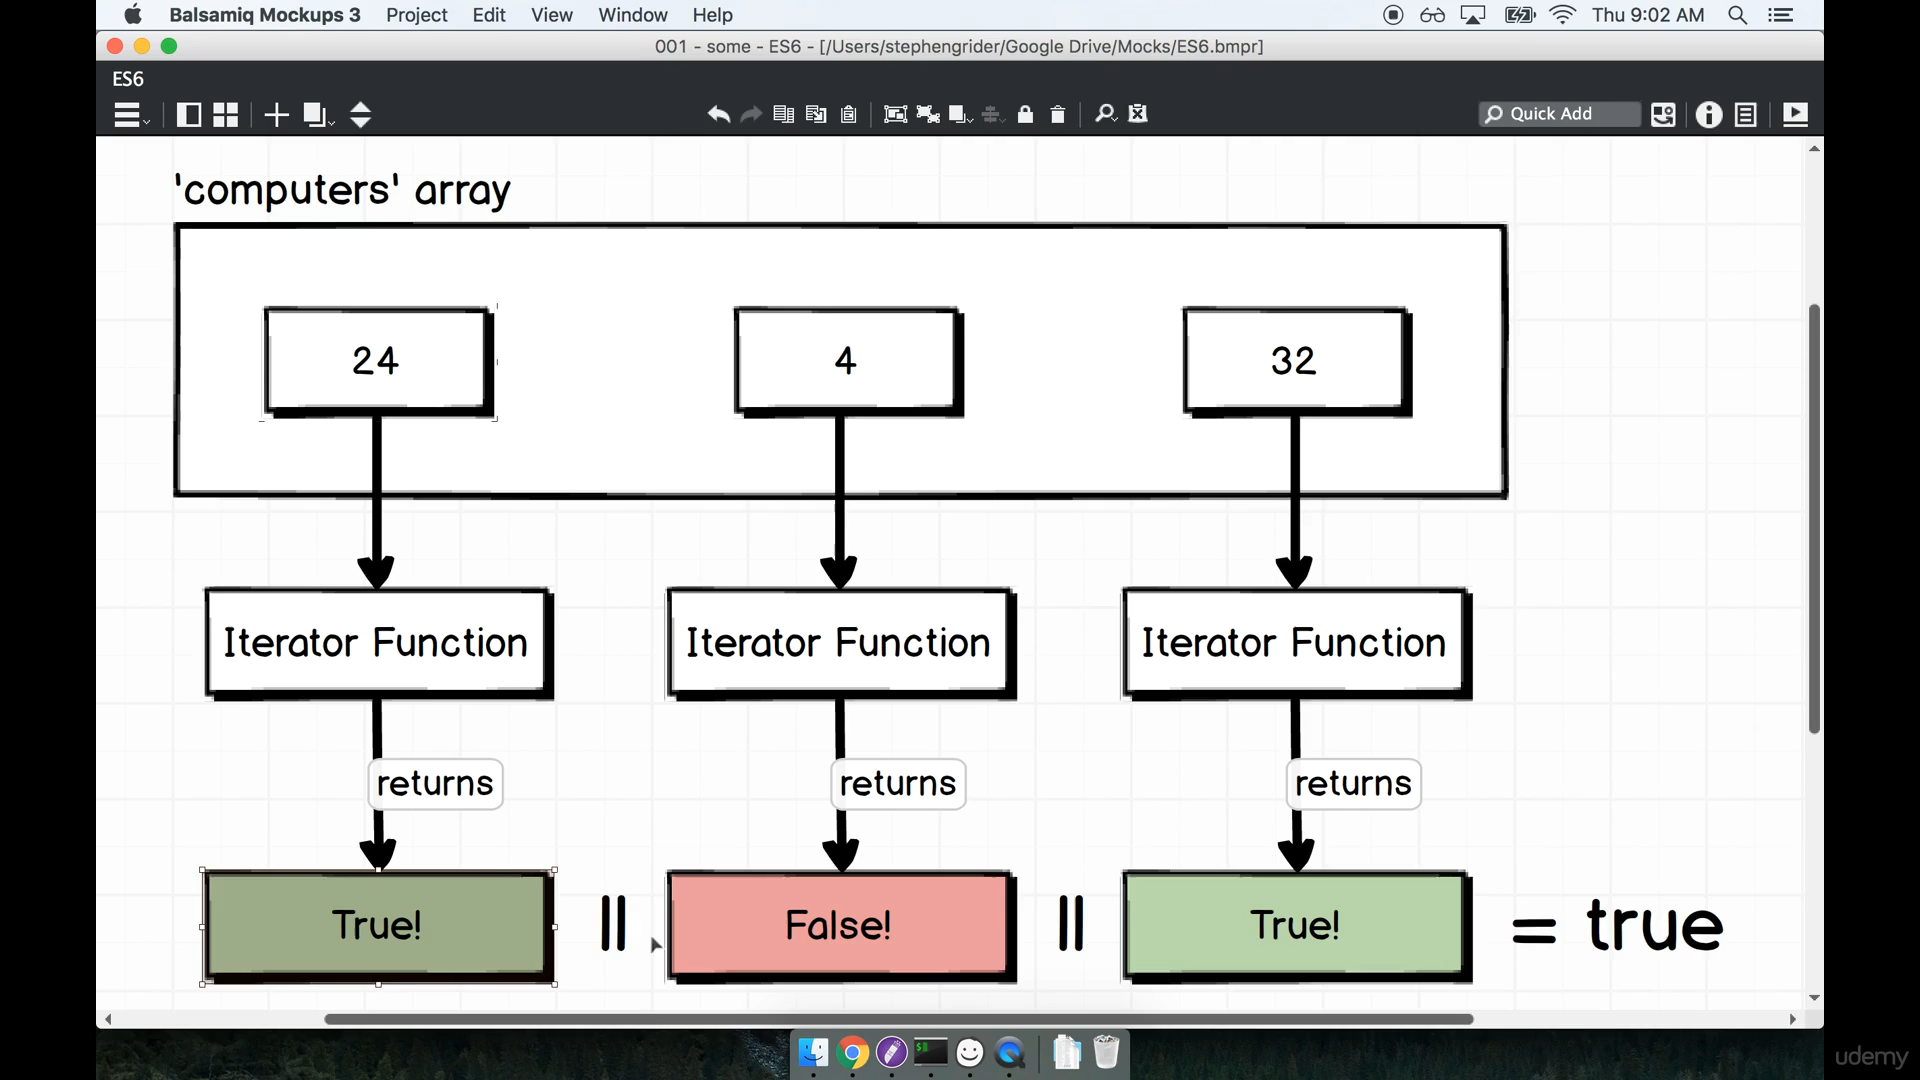 Balsamiq Mockups 3 Project Edit View Window Help Thu 9:02 AM
001 - some - ES6 - [/Users/stephengrider/Google Drive/Mocks/ES6.bmpr]
ES6
Quick Add
'computers' array
24 4 32
Iterator Function Iterator Function Iterator Function
returns returns returns
True! || False! || True! = true
udemy